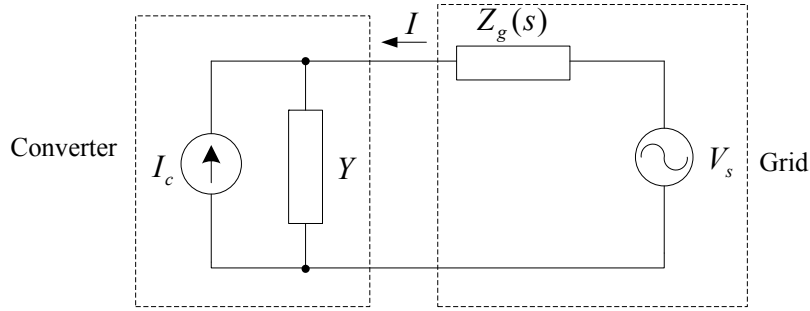 I
Z_g(s)
Converter
I_c
Y
V_s
Grid